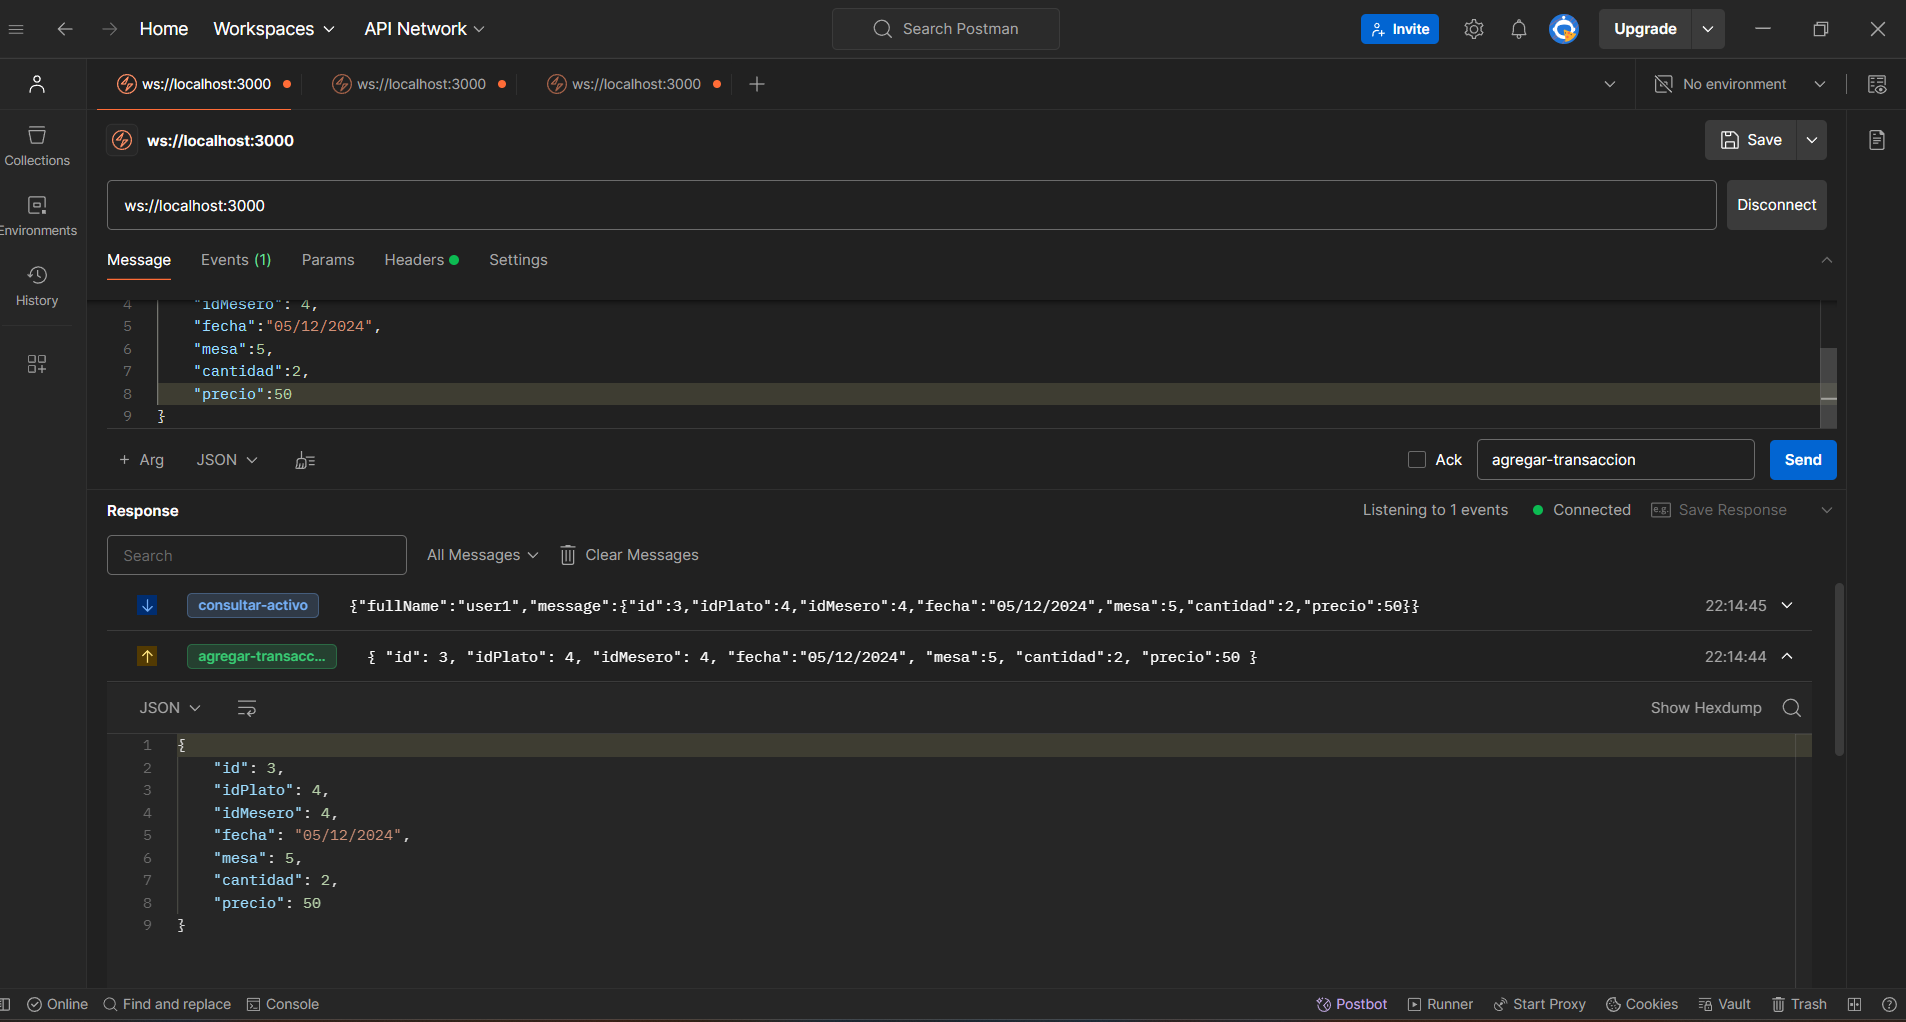 Home Workspaces API Network Search Postman Invite Upgrade
ws://localhost:3000 ws://localhost:3000 ws://localhost:3000 No environment
ws://localhost:3000 Save
Collections
ws://localhost:3000 Disconnect
Environments
Message Events (1) Params Headers Settings
History
4 "idMesero": 4,
5 "fecha":"05/12/2024",
6 "mesa":5,
7 "cantidad":2,
8 "precio":50
9 }
+ Arg JSON Ack agregar-transaccion Send
Response Listening to 1 events Connected e.g. Save Response
Search All Messages Clear Messages
consultar-activo {"fullName":"user1","message":{"id":3,"idPlato":4,"idMesero":4,"fecha":"05/12/2024","mesa":5,"cantidad":2,"precio":50}} 22:14:45
agregar-transacc... { "id": 3, "idPlato": 4, "idMesero": 4, "fecha":"05/12/2024", "mesa":5, "cantidad":2, "precio":50 } 22:14:44
JSON Show Hexdump
1 {
2 "id": 3,
3 "idPlato": 4,
4 "idMesero": 4,
5 "fecha": "05/12/2024",
6 "mesa": 5,
7 "cantidad": 2,
8 "precio": 50
9 }
Online Find and replace Console Postbot Runner Start Proxy Cookies Vault Trash